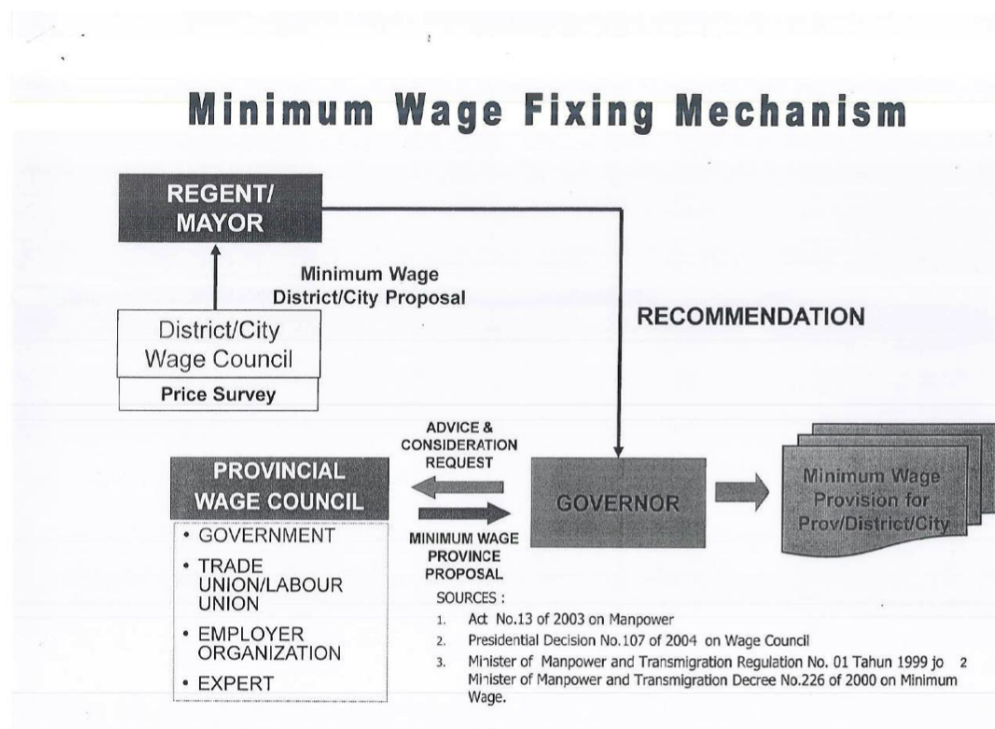 Minimum Wage Fixing Mechanism
REGENT/
MAYOR
Minimum Wage
District/City Proposal
District/City
Wage Council
Price Survey
RECOMMENDATION
ADVICE &
CONSIDERATION
REQUEST
PROVINCIAL
WAGE COUNCIL
GOVERNOR
Minimum Wage
Provision for
Prov/District/City
• GOVERNMENT
• TRADE
UNION/LABOUR
UNION
• EMPLOYER
ORGANIZATION
• EXPERT
MINIMUM WAGE
PROVINCE
PROPOSAL
SOURCES :
1. Act No.13 of 2003 on Manpower
2. Presidential Decision No.107 of 2004 on Wage Council
3. Minister of Manpower and Transmigration Regulation No. 01 Tahun 1999 jo 2
Minister of Manpower and Transmigration Decree No.226 of 2000 on Minimum
Wage.